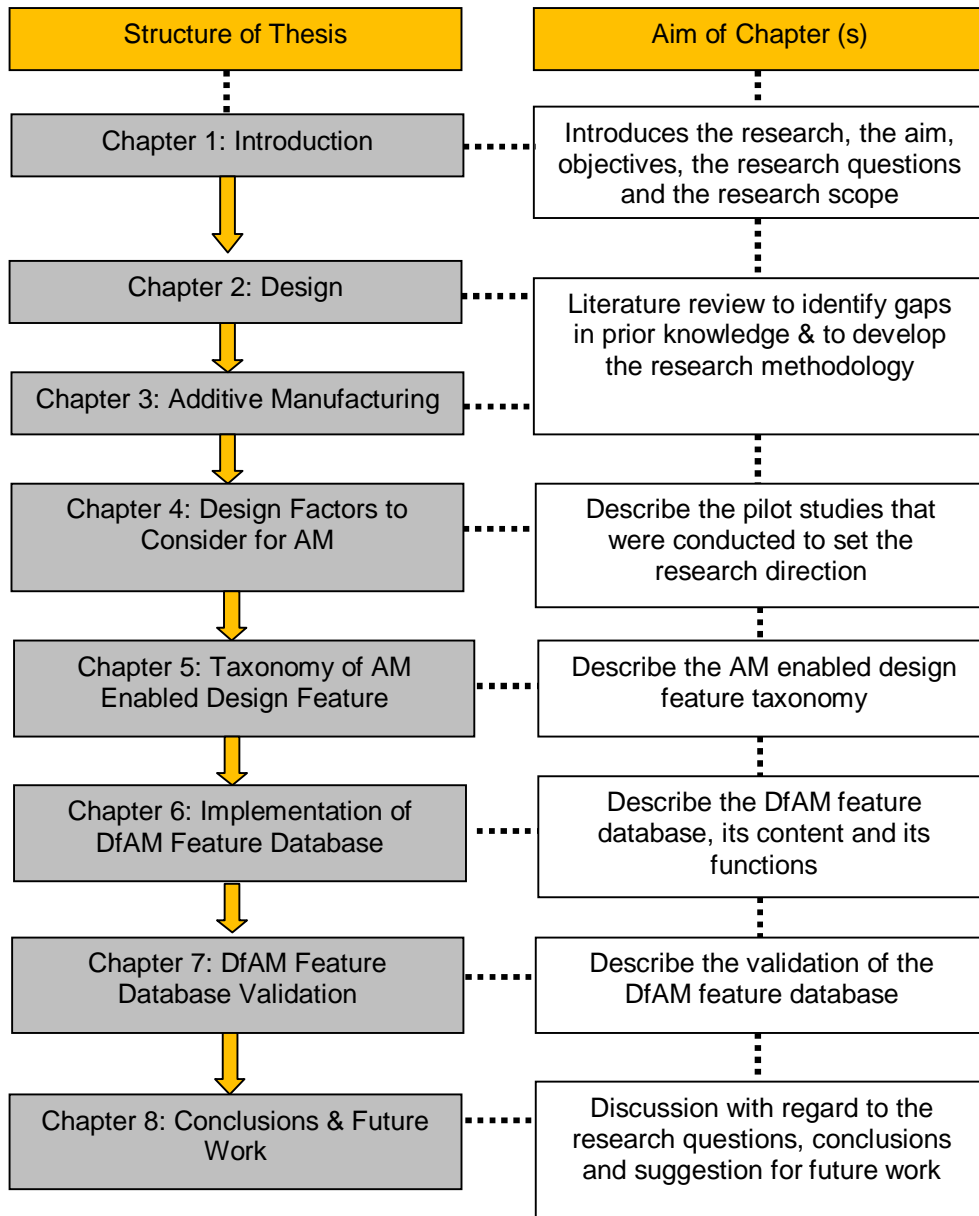 Structure of Thesis
Aim of Chapter (s)
Chapter 1: Introduction
Introduces the research, the aim,
objectives, the research questions
and the research scope
Chapter 2: Design
Literature review to identify gaps
in prior knowledge & to develop
the research methodology
Chapter 3: Additive Manufacturing
Chapter 4: Design Factors to
Consider for AM
Describe the pilot studies that
were conducted to set the
research direction
Chapter 5: Taxonomy of AM
Enabled Design Feature
Describe the AM enabled design
feature taxonomy
Chapter 6: Implementation of
DfAM Feature Database
Describe the DfAM feature
database, its content and its
functions
Chapter 7: DfAM Feature
Database Validation
Describe the validation of the
DfAM feature database
Chapter 8: Conclusions & Future
Work
Discussion with regard to the
research questions, conclusions
and suggestion for future work